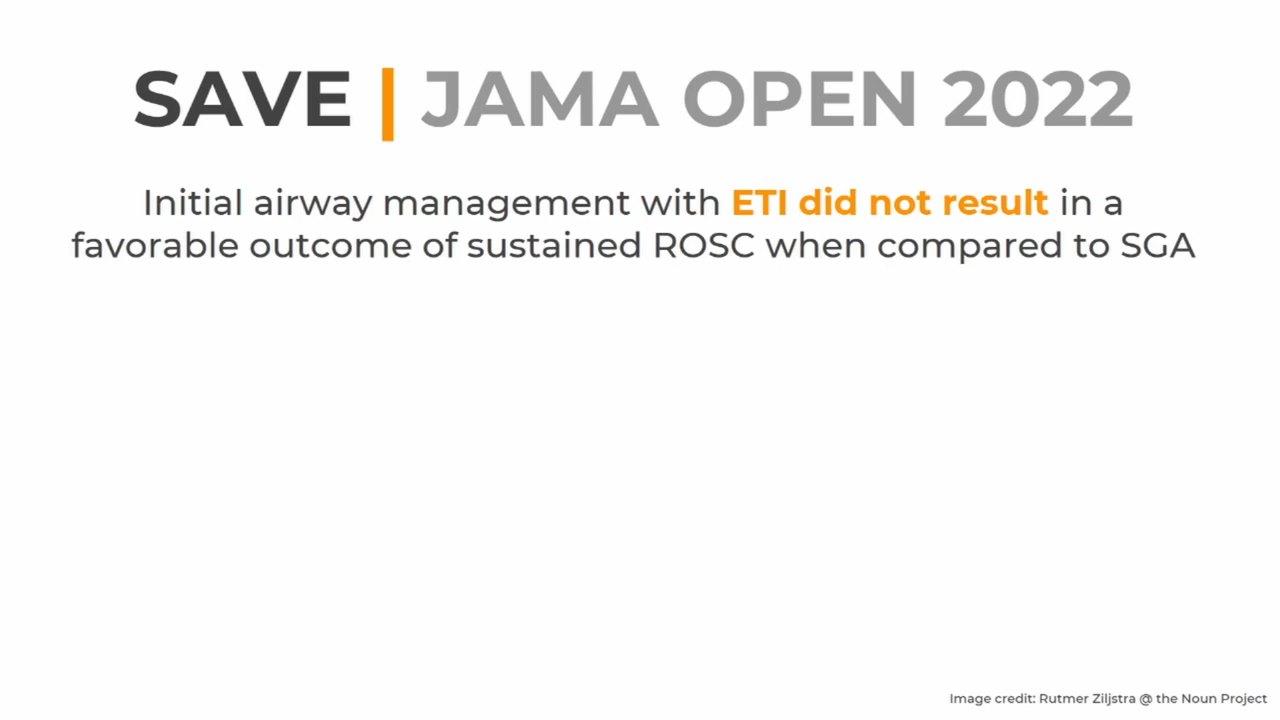 SAVE | JAMA OPEN 2022
Initial airway management with ETI did not result in a
favorable outcome of sustained ROSC when compared to SGA
Image credit: Rutmer Ziljstra @ the Noun Project